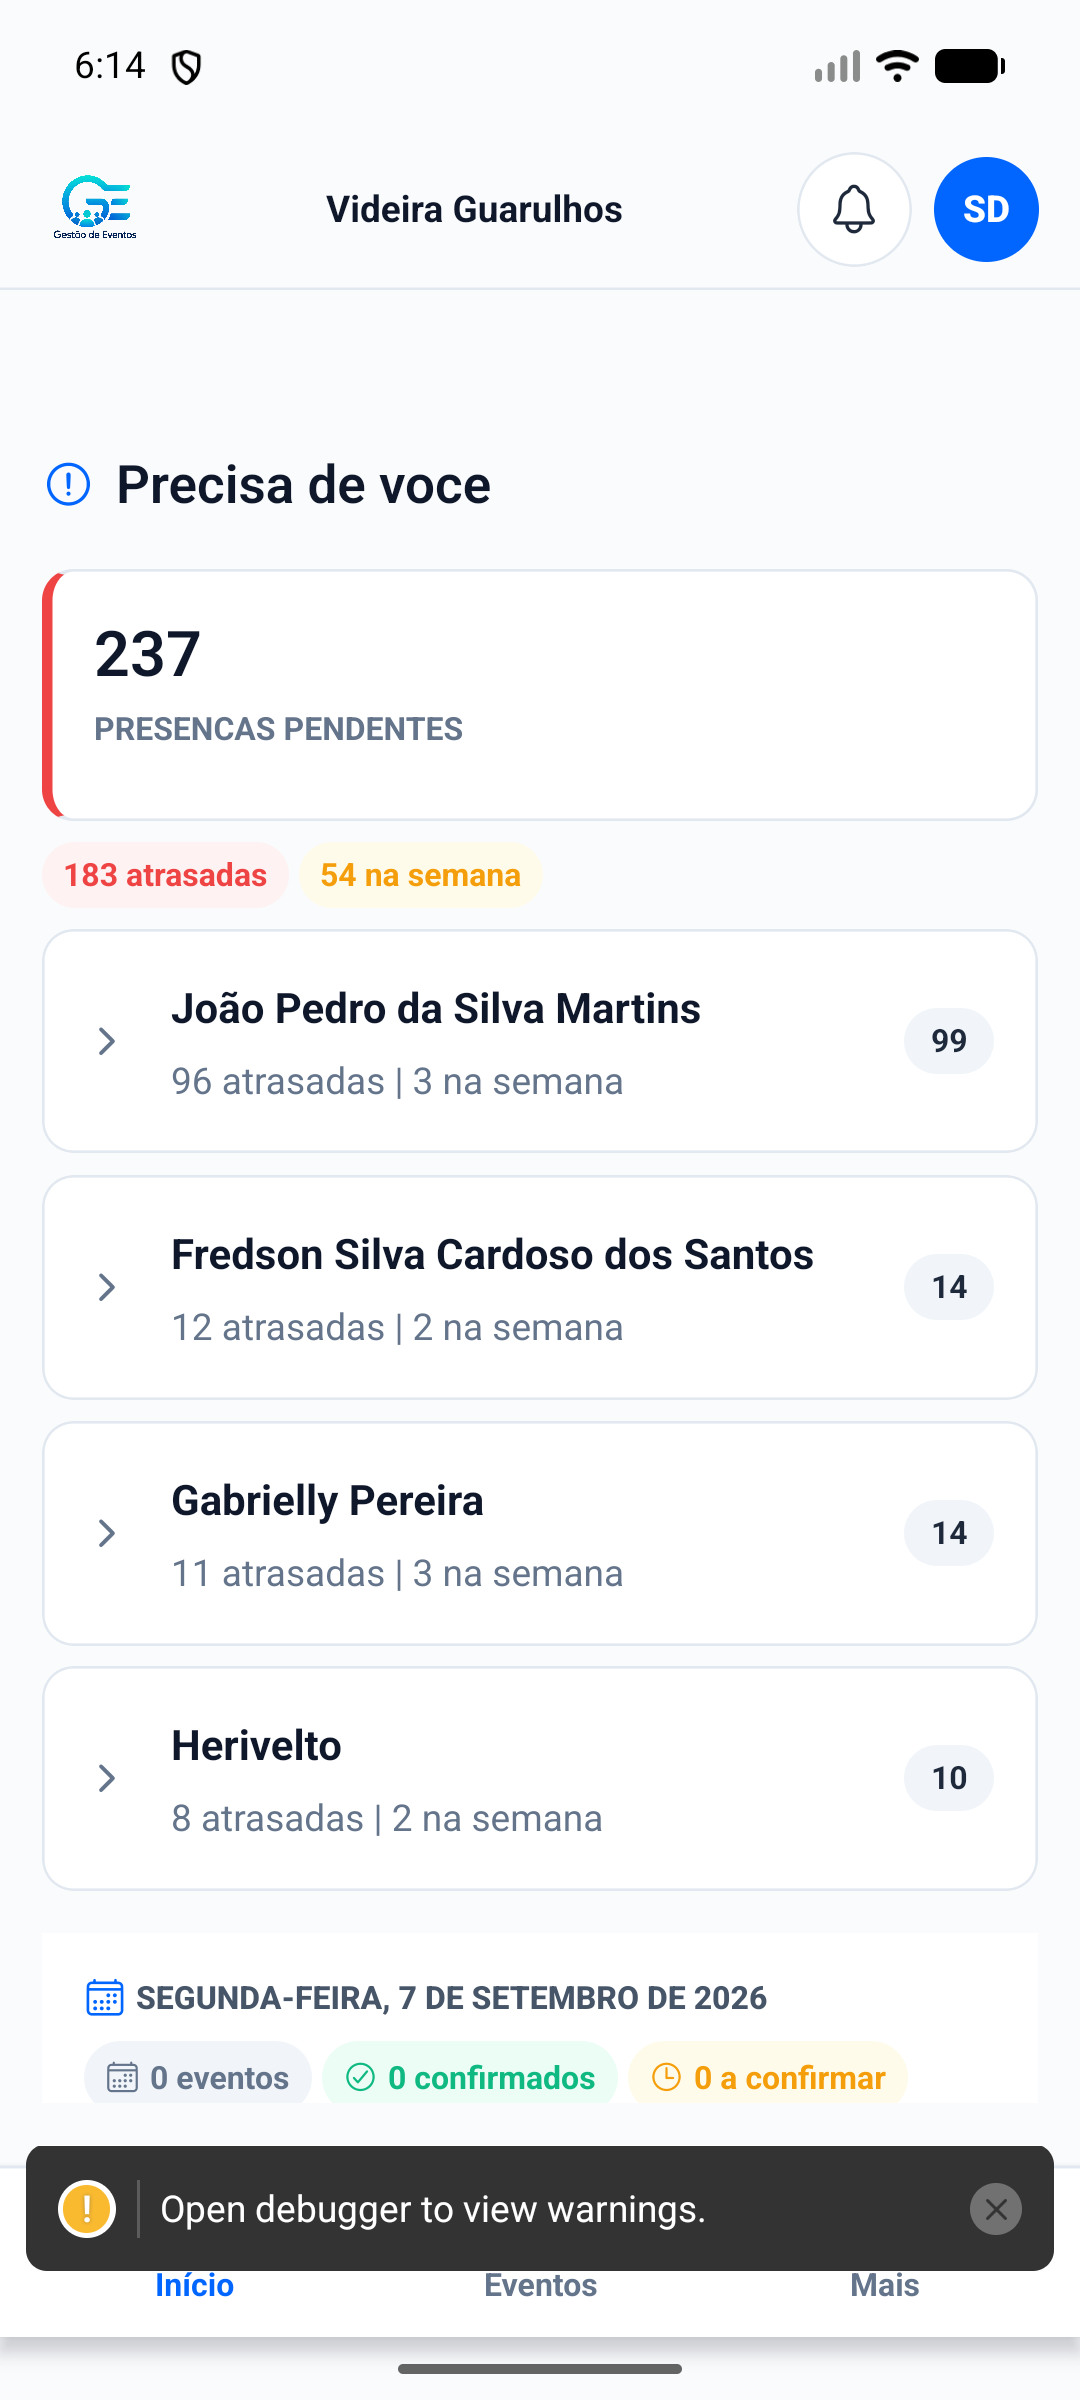 6:14
Gestão de Eventos
Videira Guarulhos
SD
Precisa de voce
237
PRESENCAS PENDENTES
183 atrasadas
54 na semana
João Pedro da Silva Martins
96 atrasadas | 3 na semana
99
Fredson Silva Cardoso dos Santos
12 atrasadas | 2 na semana
14
Gabrielly Pereira
11 atrasadas | 3 na semana
14
Herivelto
8 atrasadas | 2 na semana
10
SEGUNDA-FEIRA, 7 DE SETEMBRO DE 2026
0 eventos
0 confirmados
0 a confirmar
Open debugger to view warnings.
Início
Eventos
Mais